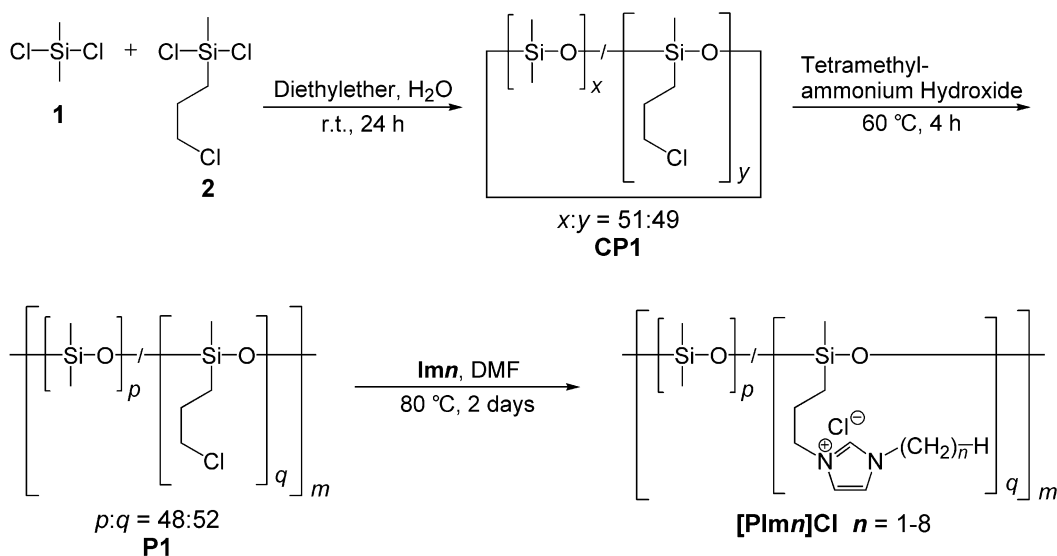 Cl Si Cl + Cl Si Cl
Cl
1
2
Diethylether, H₂O
r.t., 24 h
Si O x / Si O
Cl
y
x:y = 51:49
CP1
Tetramethyl-
ammonium Hydroxide
60 ℃, 4 h
Si O p / Si O
Cl
q m
p:q = 48:52
P1
Imn, DMF
80 ℃, 2 days
Si O p / Si O
Cl⊖
N⊕ N (CH₂)n H
q m
[PImn]Cl n = 1-8